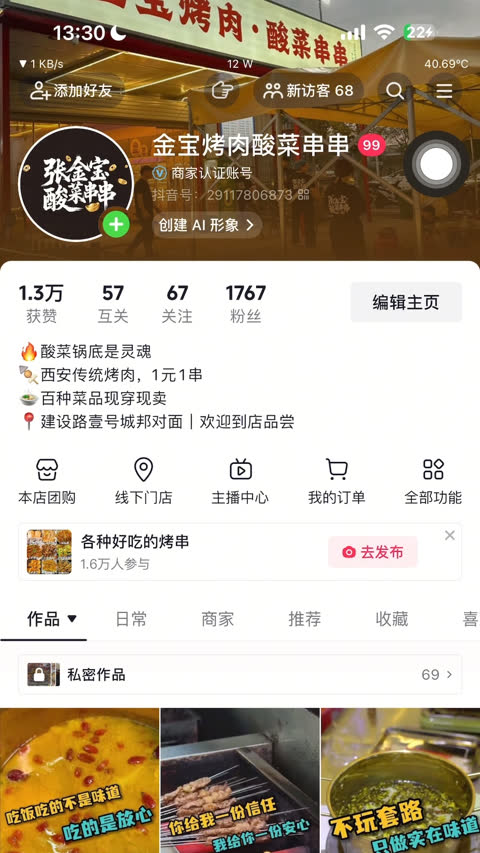 13:30
22
1 KB/s
12 W
40.69°C
宝烤肉·酸菜串串
添加好友
新访客 68
张金宝
酸菜串串
金宝烤肉酸菜串串
99
商家认证账号
抖音号：29117806873
创建 AI 形象
1.3万
获赞
57
互关
67
关注
1767
粉丝
编辑主页
酸菜锅底是灵魂
西安传统烤肉，1元1串
百种菜品现穿现卖
建设路壹号城邦对面｜欢迎到店品尝
本店团购
线下门店
主播中心
我的订单
全部功能
各种好吃的烤串
1.6万人参与
去发布
作品
日常
商家
推荐
收藏
喜
私密作品
69
吃饭吃的不是味道
吃的是放心
你给我一份信任
我给你一份安心
不玩套路
只做实在味道